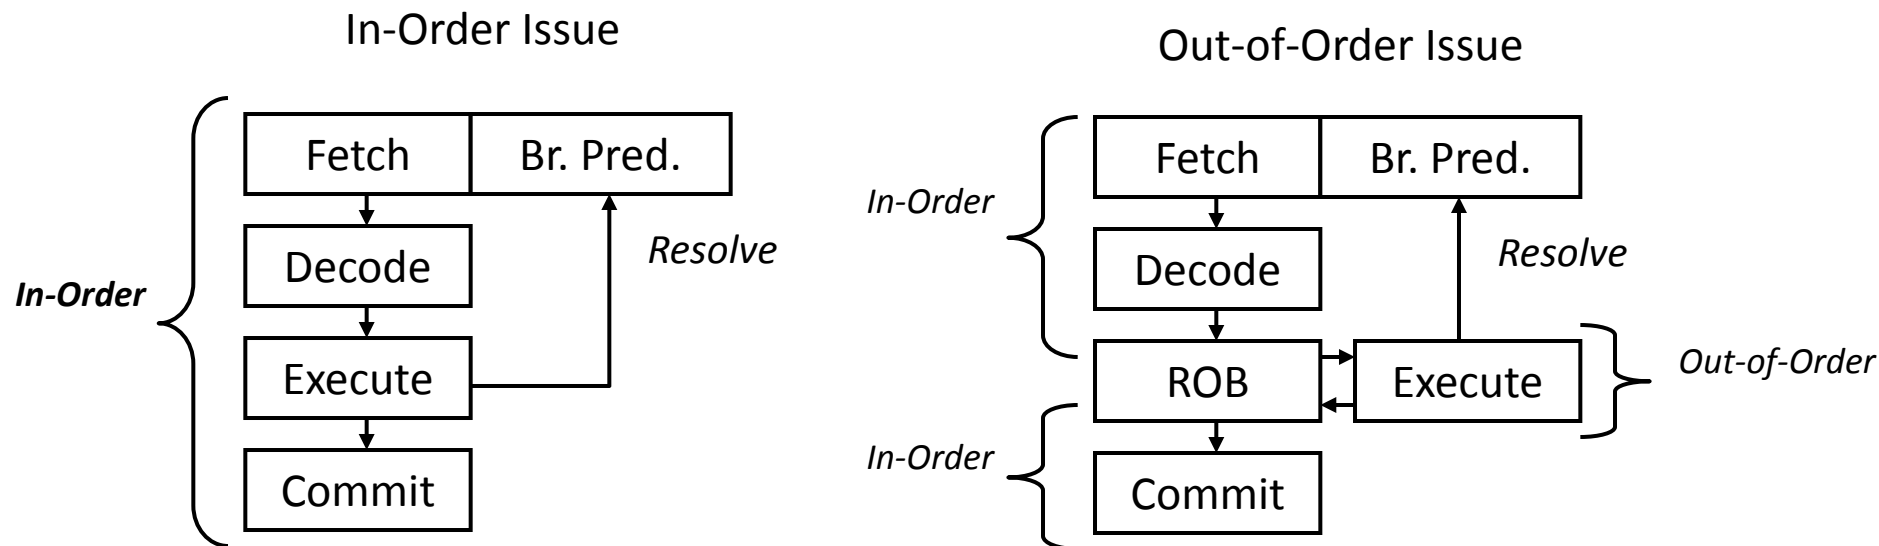 In-Order Issue
Fetch
Br. Pred.
Decode
Resolve
In-Order
Execute
Commit
Out-of-Order Issue
Fetch
Br. Pred.
In-Order
Decode
Resolve
ROB
Execute
Out-of-Order
In-Order
Commit